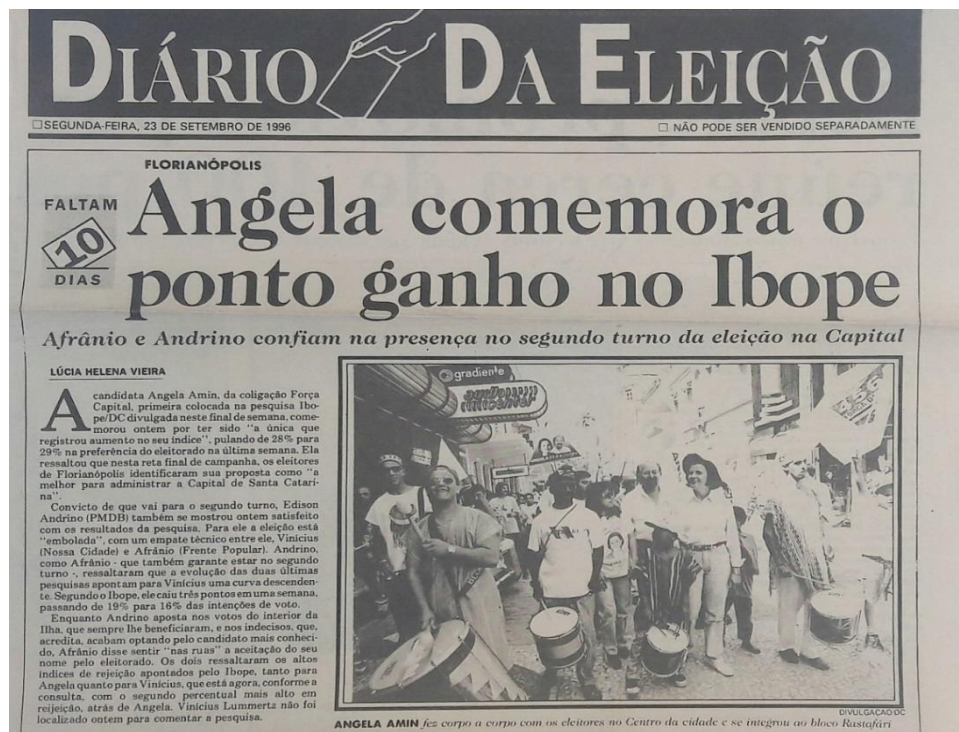 DIÁRIO DA ELEIÇÃO
SEGUNDA-FEIRA, 23 DE SETEMBRO DE 1996
NÃO PODE SER VENDIDO SEPARADAMENTE
FLORIANÓPOLIS
FALTAM
10
DIAS
Angela comemora o
ponto ganho no Ibope
Afrânio e Andrino confiam na presença no segundo turno da eleição na Capital
LÚCIA HELENA VIEIRA
A candidata Angela Amin, da coligação Força
Capital, primeira colocada na pesquisa Ibo-
pe/DC divulgada neste final de semana, come-
morou ontem por ter sido "a única que
registrou aumento no seu índice", pulando de 28% para
29% na preferência do eleitorado na última semana. Ela
ressaltou que nesta reta final de campanha, os eleitores
de Florianópolis identificaram sua proposta como "a
melhor para administrar a Capital de Santa Catari-
na".
Convicto de que vai para o segundo turno, Edison
Andrino (PMDB) também se mostrou ontem satisfeito
com os resultados da pesquisa. Para ele a eleição está
"embolada", com um empate técnico entre ele, Vinícius
(Nossa Cidade) e Afrânio (Frente Popular). Andrino,
como Afrânio - que também garante estar no segundo
turno -, ressaltaram que a evolução das duas últimas
pesquisas apontam para Vinícius uma curva descenden-
te. Segundo o Ibope, ele caiu três pontos em uma semana,
passando de 19% para 16% das intenções de voto.
Enquanto Andrino aposta nos votos do interior da
Ilha, que sempre lhe beneficiaram, e nos indecisos, que,
acredita, acabam optando pelo candidato mais conheci-
do, Afrânio disse sentir "nas ruas" a aceitação do seu
nome pelo eleitorado. Os dois ressaltaram os altos
índices de rejeição apontados pelo Ibope, tanto para
Angela quanto para Vinícius, que está agora, conforme a
consulta, com o segundo percentual mais alto em
reijeição, atrás de Angela. Vinícius Lummertz não foi
localizado ontem para comentar a pesquisa.
gradiente
DIVULGAÇÃO/DC
ANGELA AMIN fez corpo a corpo com os eleitores no Centro da cidade e se integrou ao bloco Rastafári